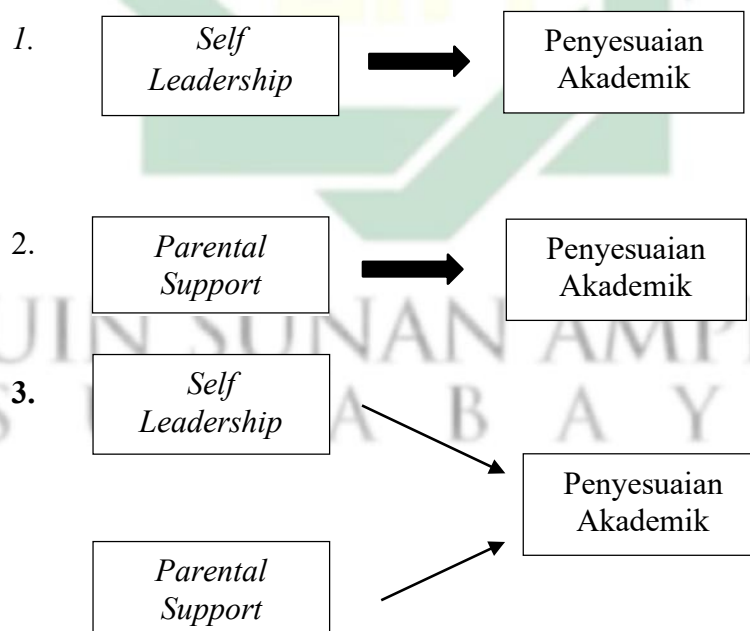 1.
Self
Leadership
Penyesuaian
Akademik
2.
Parental
Support
Penyesuaian
Akademik
UIN SUNAN AMP
3.
Self
Leadership
S U A B A Y
Penyesuaian
Akademik
Parental
Support